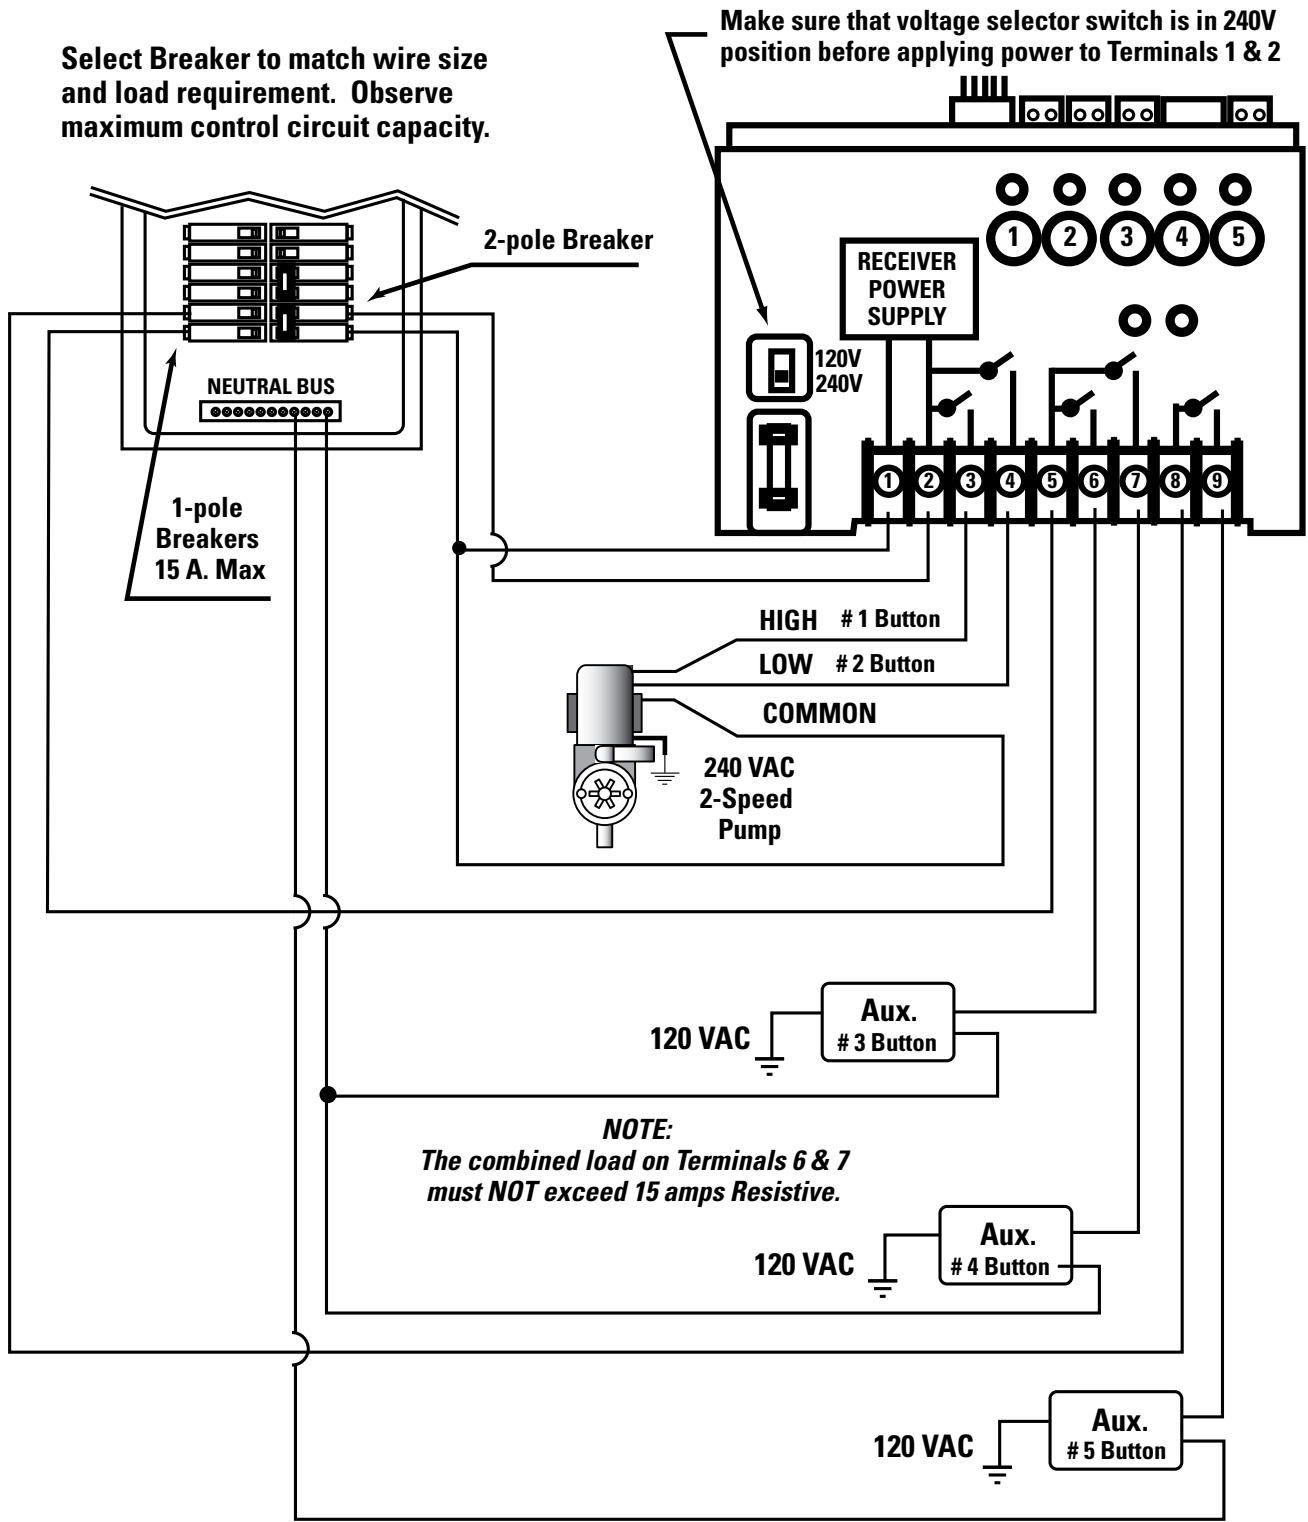 Make sure that voltage selector switch is in 240V
position before applying power to Terminals 1 & 2
Select Breaker to match wire size
and load requirement. Observe
maximum control circuit capacity.
2-pole Breaker
1 2 3 4 5
RECEIVER
POWER
SUPPLY
120V
240V
NEUTRAL BUS
1 2 3 4 5 6 7 8 9
1-pole
Breakers
15 A. Max
HIGH # 1 Button
LOW # 2 Button
COMMON
240 VAC
2-Speed
Pump
Aux.
# 3 Button
120 VAC
NOTE:
The combined load on Terminals 6 & 7
must NOT exceed 15 amps Resistive.
Aux.
# 4 Button
120 VAC
Aux.
# 5 Button
120 VAC